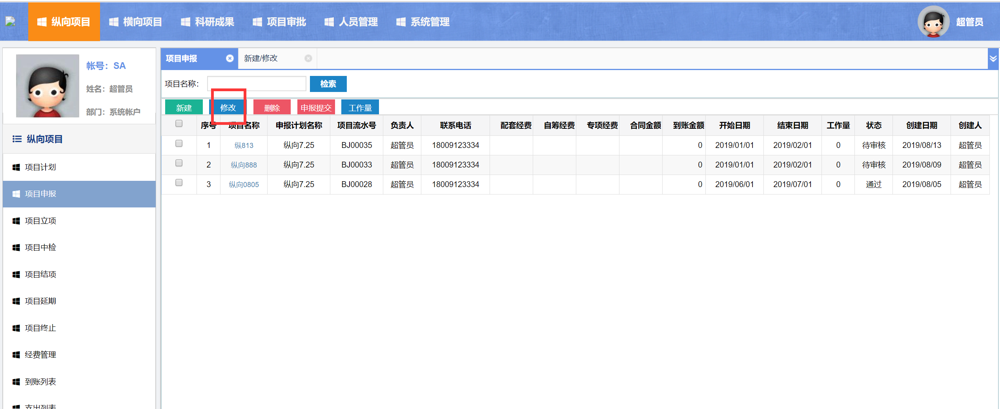 纵向项目 横向项目 科研成果 项目审批 人员管理 系统管理 超管员
帐号：SA
姓名：超管员
部门：系统帐户
纵向项目
项目计划
项目申报
项目立项
项目中检
项目结项
项目延期
项目终止
经费管理
到账列表
支出列表
项目申报 新建/修改
项目名称： 检索
新建 修改 删除 申报提交 工作量
序号 项目名称 申报计划名称 项目流水号 负责人 联系电话 配套经费 自筹经费 专项经费 合同金额 到账金额 开始日期 结束日期 工作量 状态 创建日期 创建人
1 纵813 纵向7.25 BJ00035 超管员 18009123334 0 2019/01/01 2019/02/01 0 待审核 2019/08/13 超管员
2 纵向888 纵向7.25 BJ00033 超管员 18009123334 0 2019/01/01 2019/02/01 0 待审核 2019/08/09 超管员
3 纵向0805 纵向7.25 BJ00028 超管员 18009123334 0 2019/06/01 2019/07/01 0 通过 2019/08/05 超管员